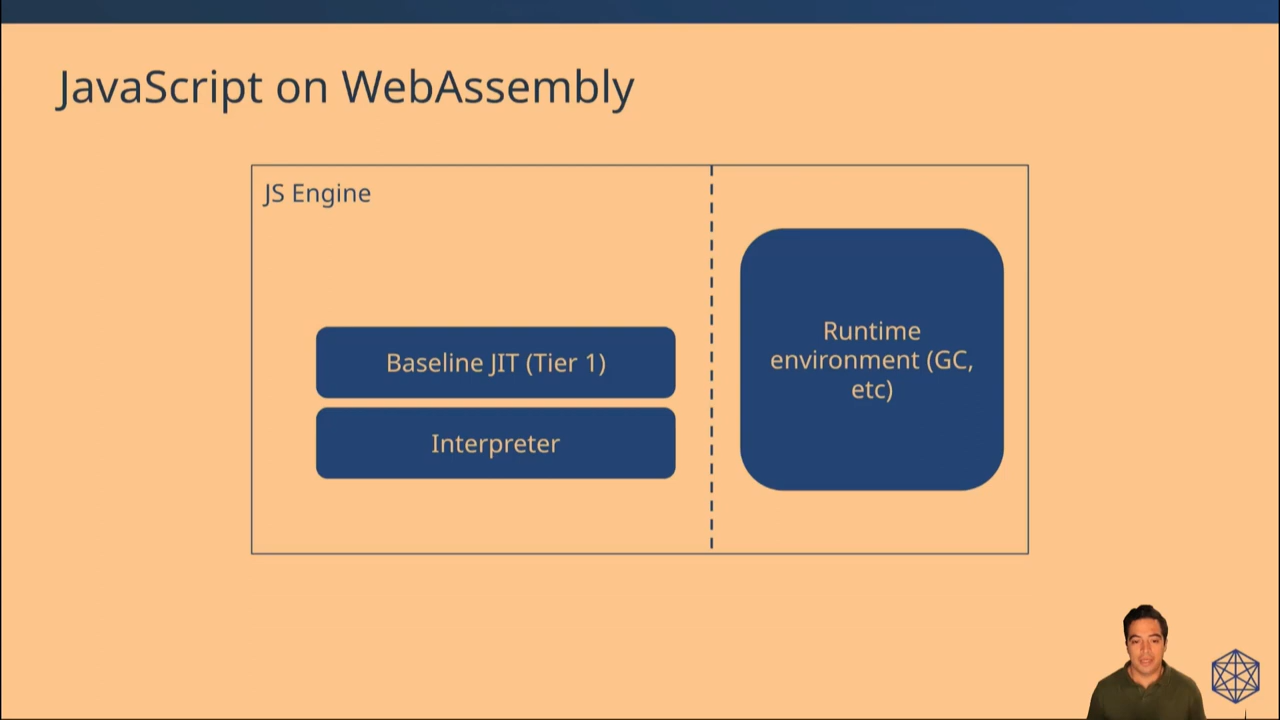 JavaScript on WebAssembly
JS Engine
Baseline JIT (Tier 1)
Interpreter
Runtime
environment (GC,
etc)